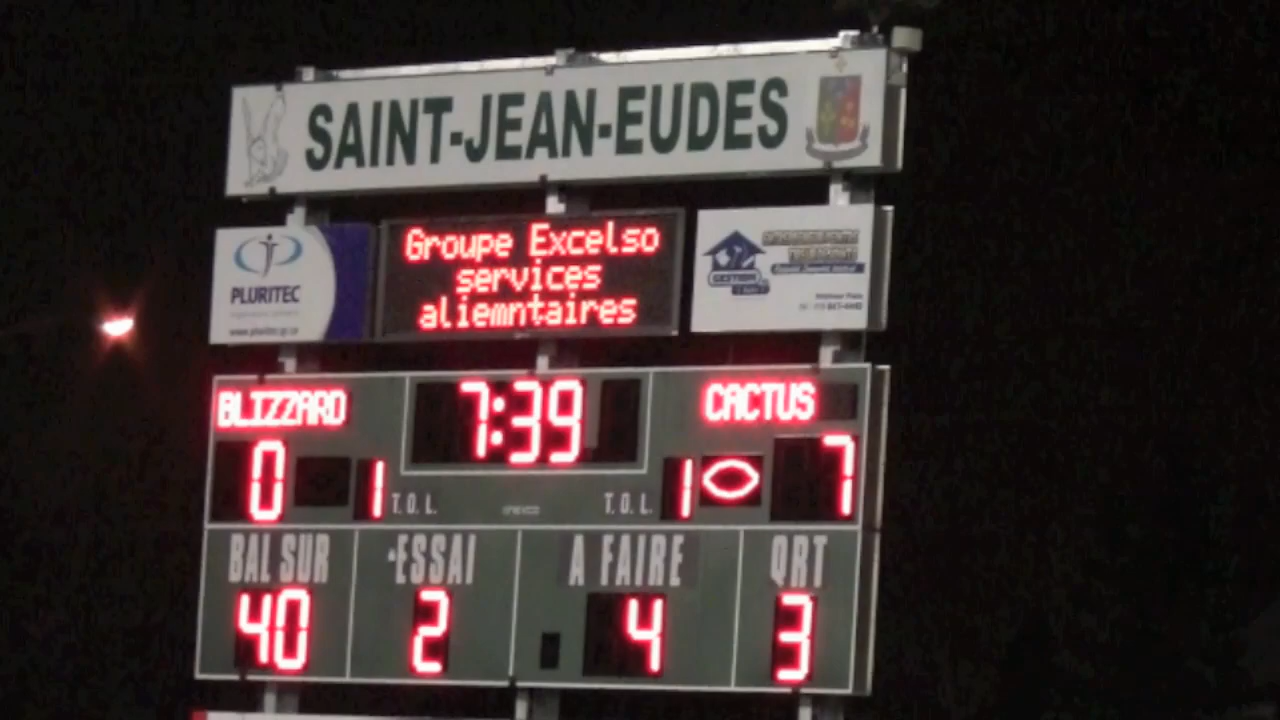 SAINT-JEAN-EUDES
PLURITEC
www.pluritec.qc.ca
Groupe Excelso
services
aliemntaires
BLIZZARD
7:39
CACTUS
0
1
T.O.L.
T.O.L.
1
7
BAL SUR
ESSAI
A FAIRE
QRT
40
2
4
3